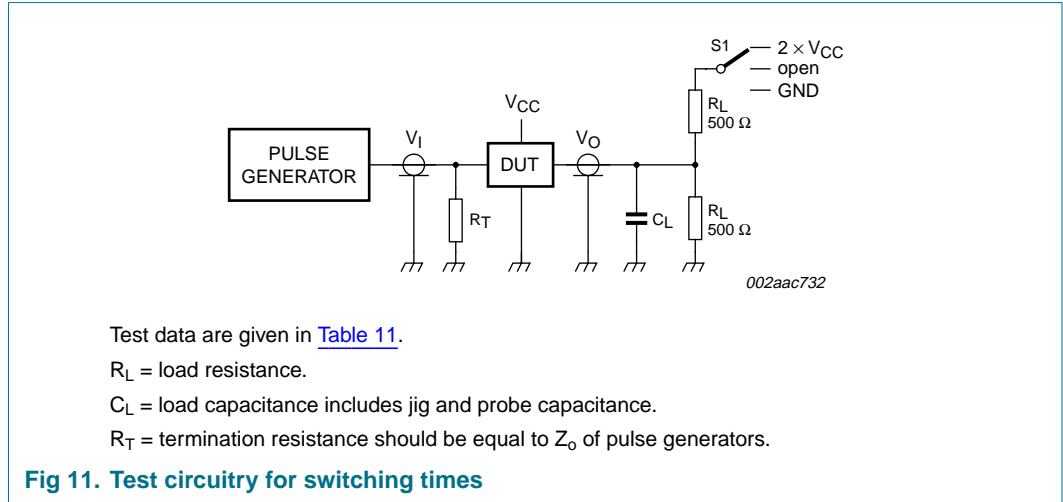 S1
2 × VCC
open
GND
RL
500 Ω
VCC
VI
VO
PULSE
GENERATOR
DUT
RT
CL
RL
500 Ω
002aac732
Test data are given in Table 11.
RL = load resistance.
CL = load capacitance includes jig and probe capacitance.
RT = termination resistance should be equal to Zo of pulse generators.
Fig 11. Test circuitry for switching times